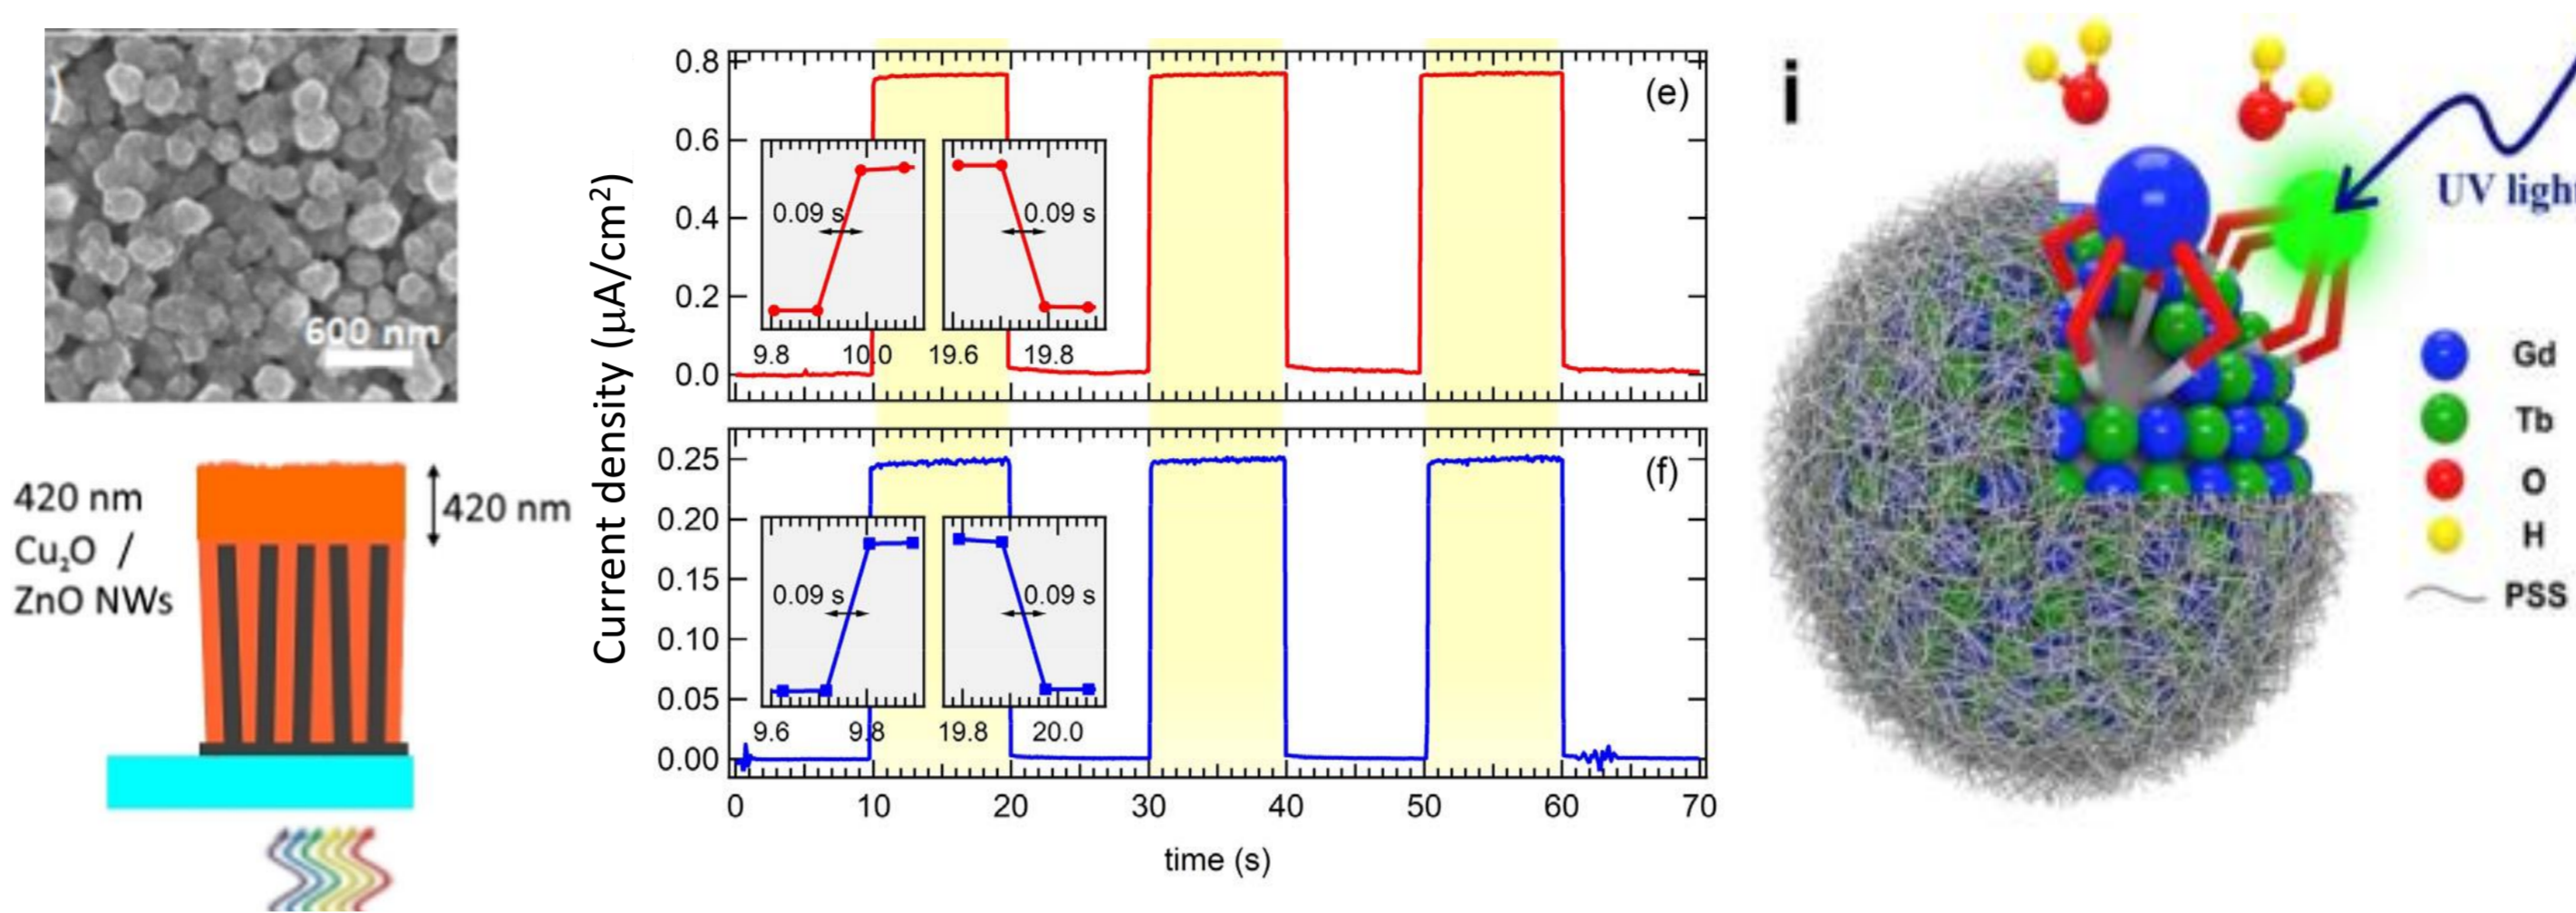 600 nm
420 nm
Cu₂O /
ZnO NWs
420 nm
Current density (µA/cm²)
0.8
0.6
0.4
0.2
0.0
(e)
0.09 s
0.09 s
9.8
10.0
19.6
19.8
0.25
0.20
0.15
0.10
0.05
0.00
(f)
0.09 s
0.09 s
9.6
9.8
19.8
20.0
0
10
20
30
40
50
60
70
time (s)
i
UV light
Gd
Tb
O
H
PSS